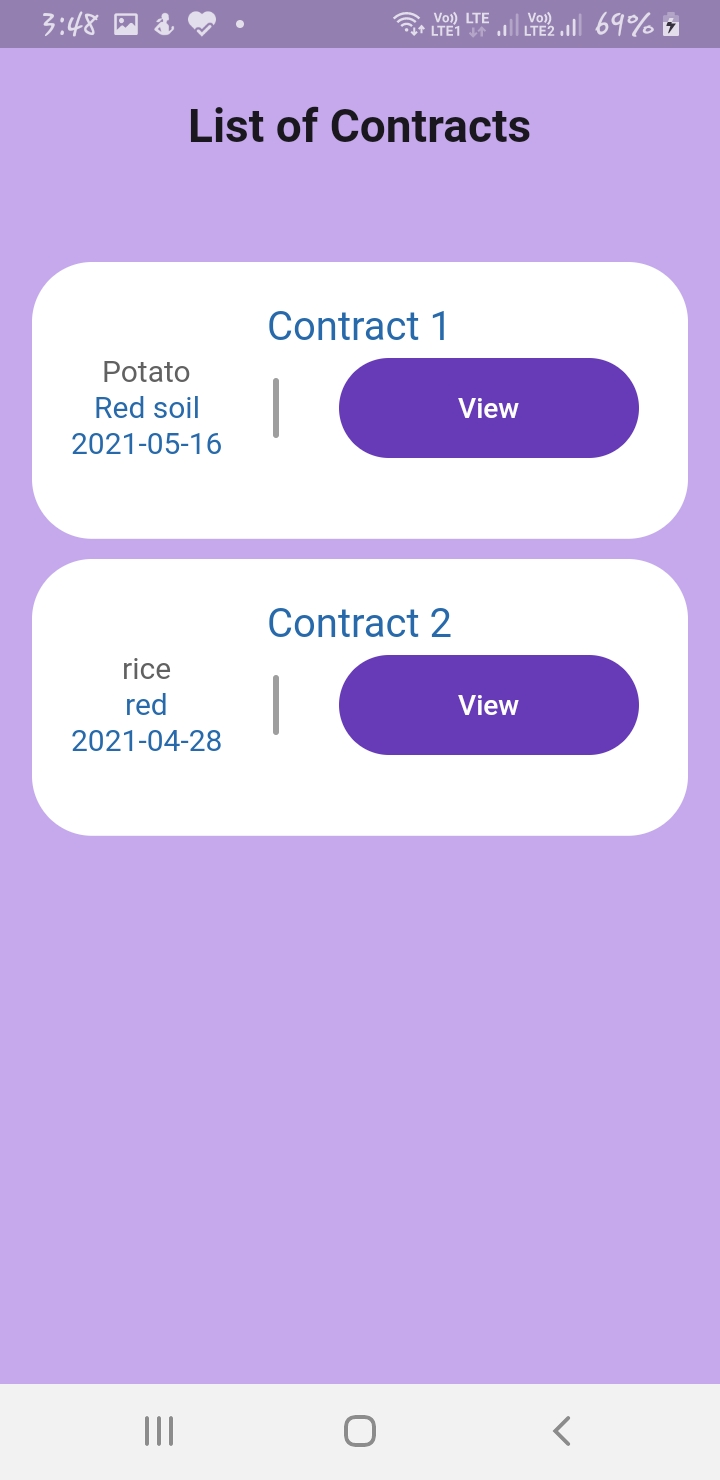 3:48 Vo)) LTE1 LTE Vo)) LTE2 69%
List of Contracts
Contract 1
Potato
Red soil
2021-05-16
View
Contract 2
rice
red
2021-04-28
View